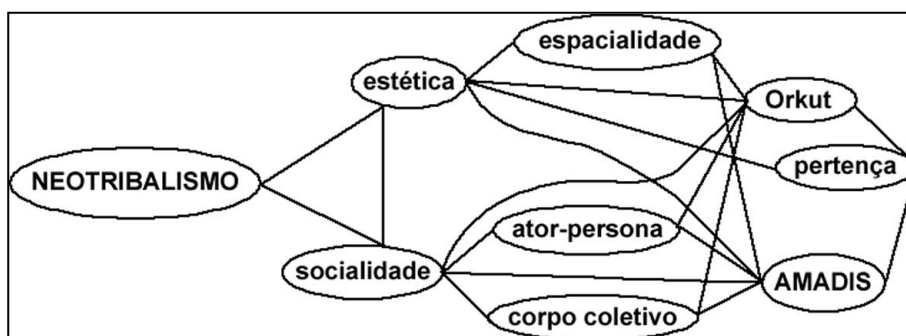 espacialidade
estética
Orkut
pertença
NEOTRIBALISMO
ator-persona
socialidade
AMADIS
corpo coletivo